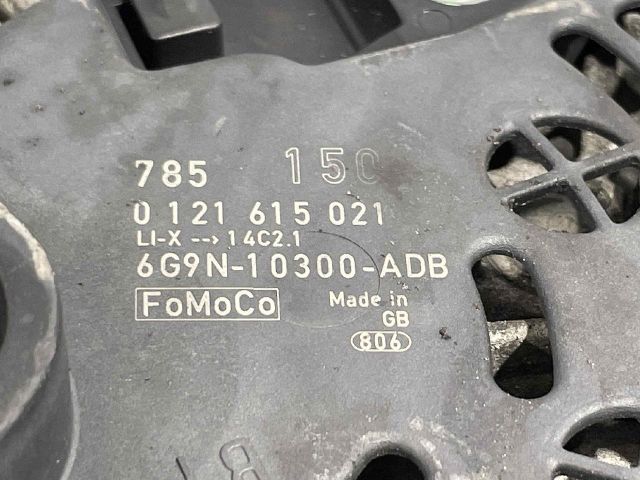 785 150
0 121 615 021
LI-X --> 14C2.1
6G9N-10300-ADB
FoMoCo Made in
GB
806